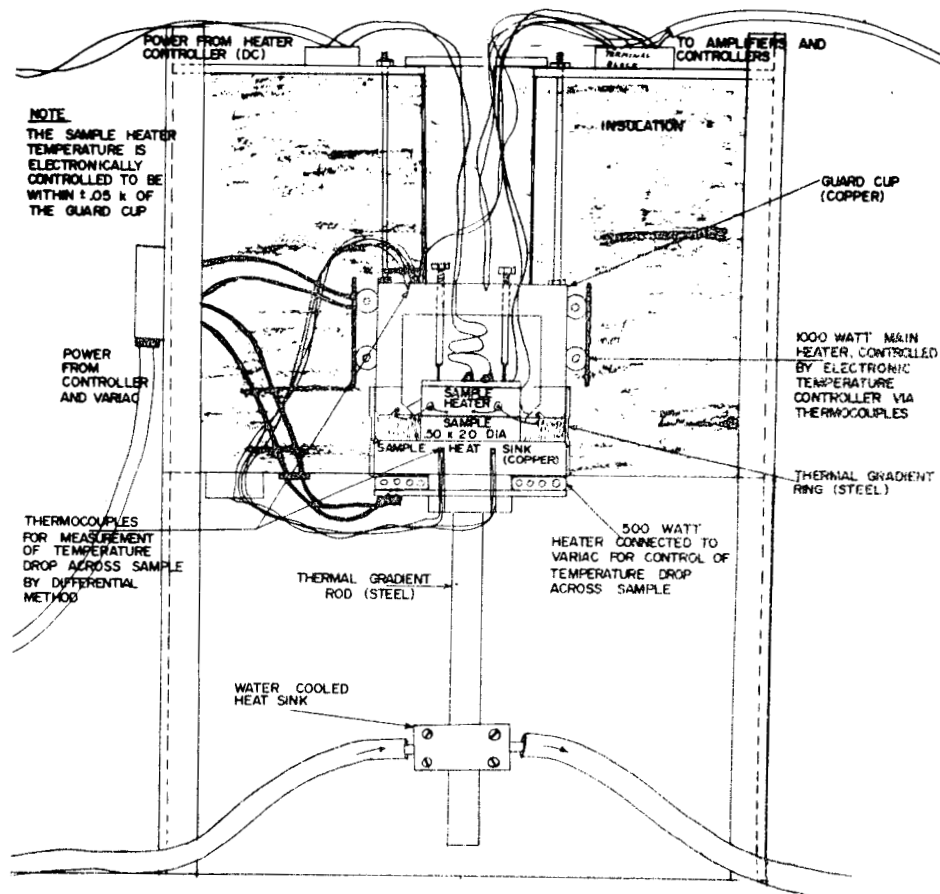 POWER FROM HEATER
CONTROLLER (DC)
TERMINAL
BLOCK
TO AMPLIFIERS AND
CONTROLLERS
NOTE
THE SAMPLE HEATER
TEMPERATURE IS
ELECTRONICALLY
CONTROLLED TO BE
WITHIN ±.05 k OF
THE GUARD CUP
INSULATION
GUARD CUP
(COPPER)
POWER
FROM
CONTROLLER
AND VARIAC
1000 WATT MAIN
HEATER, CONTROLLED
BY ELECTRONIC
TEMPERATURE
CONTROLLER VIA
THERMOCOUPLES
SAMPLE
HEATER
SAMPLE
50 x 20 DIA
SAMPLE HEAT SINK
(COPPER)
THERMAL GRADIENT
RING (STEEL)
THERMOCOUPLES
FOR MEASUREMENT
OF TEMPERATURE
DROP ACROSS SAMPLE
BY DIFFERENTIAL
METHOD
500 WATT
HEATER CONNECTED TO
VARIAC FOR CONTROL OF
TEMPERATURE DROP
ACROSS SAMPLE
THERMAL GRADIENT
ROD (STEEL)
WATER COOLED
HEAT SINK